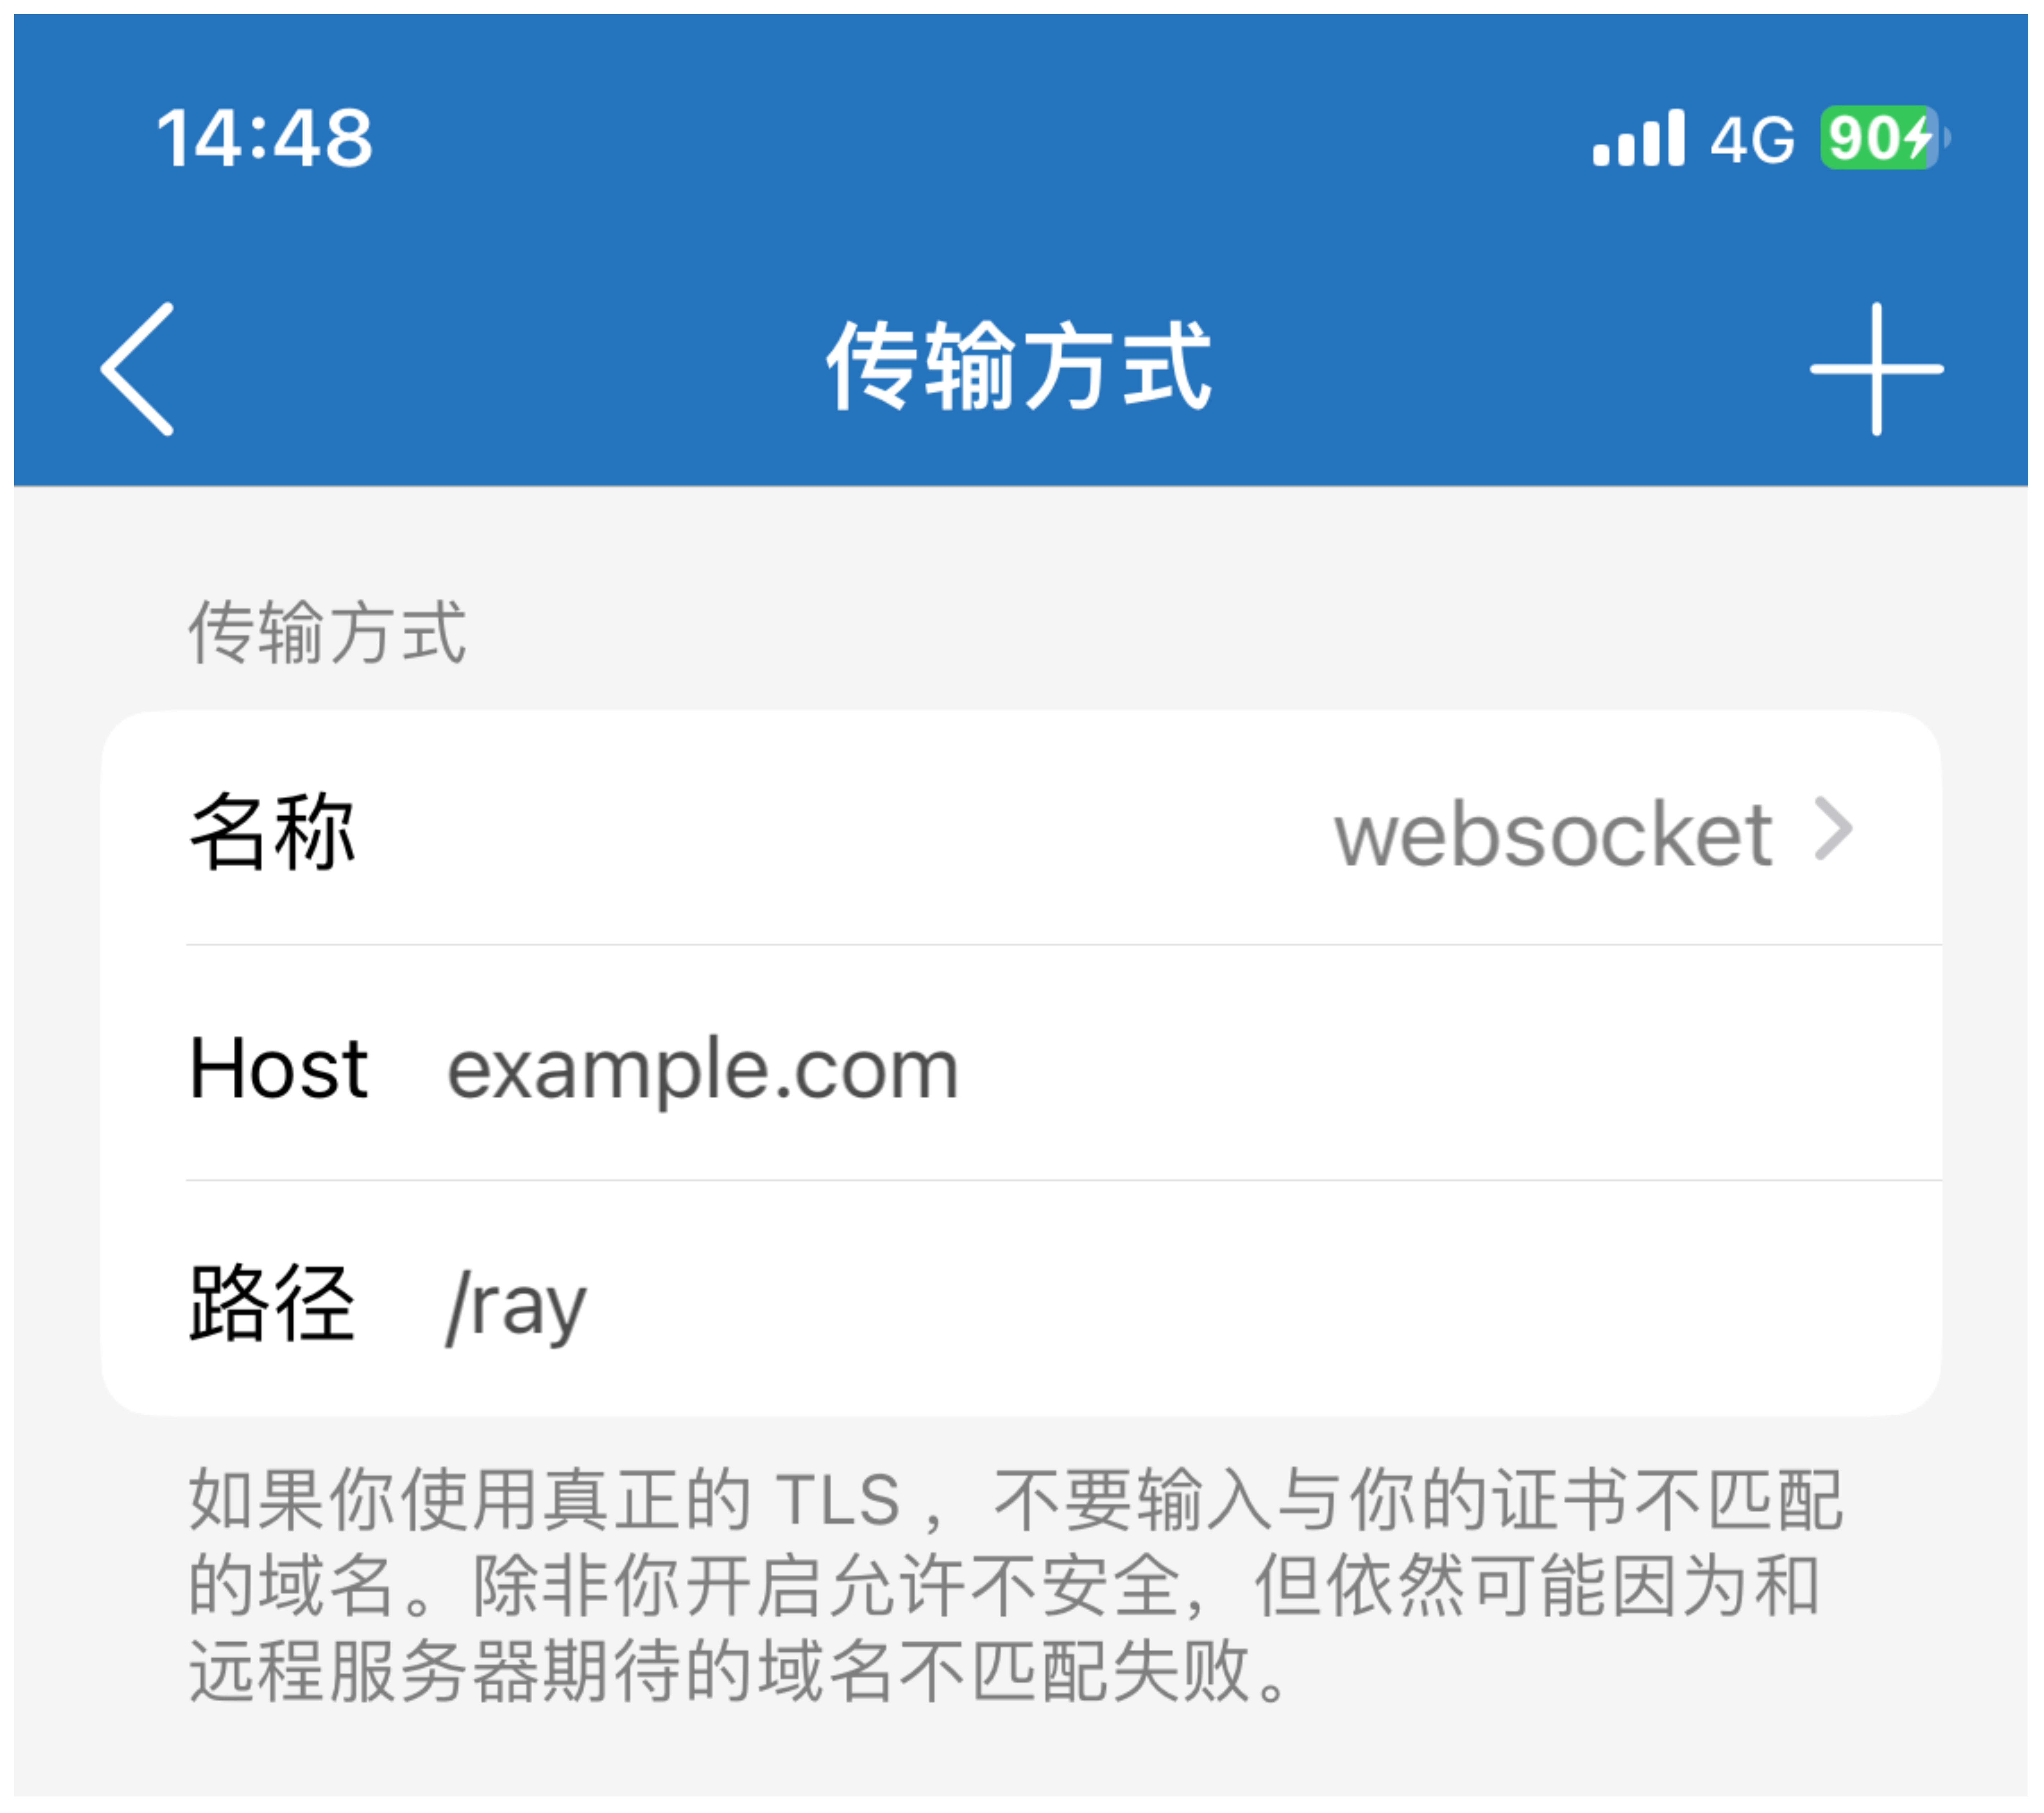 14:48 4G 90
传输方式
传输方式
名称 websocket
Host example.com
路径 /ray
如果你使用真正的 TLS ，不要输入与你的证书不匹配
的域名。除非你开启允许不安全，但依然可能因为和
远程服务器期待的域名不匹配失败。